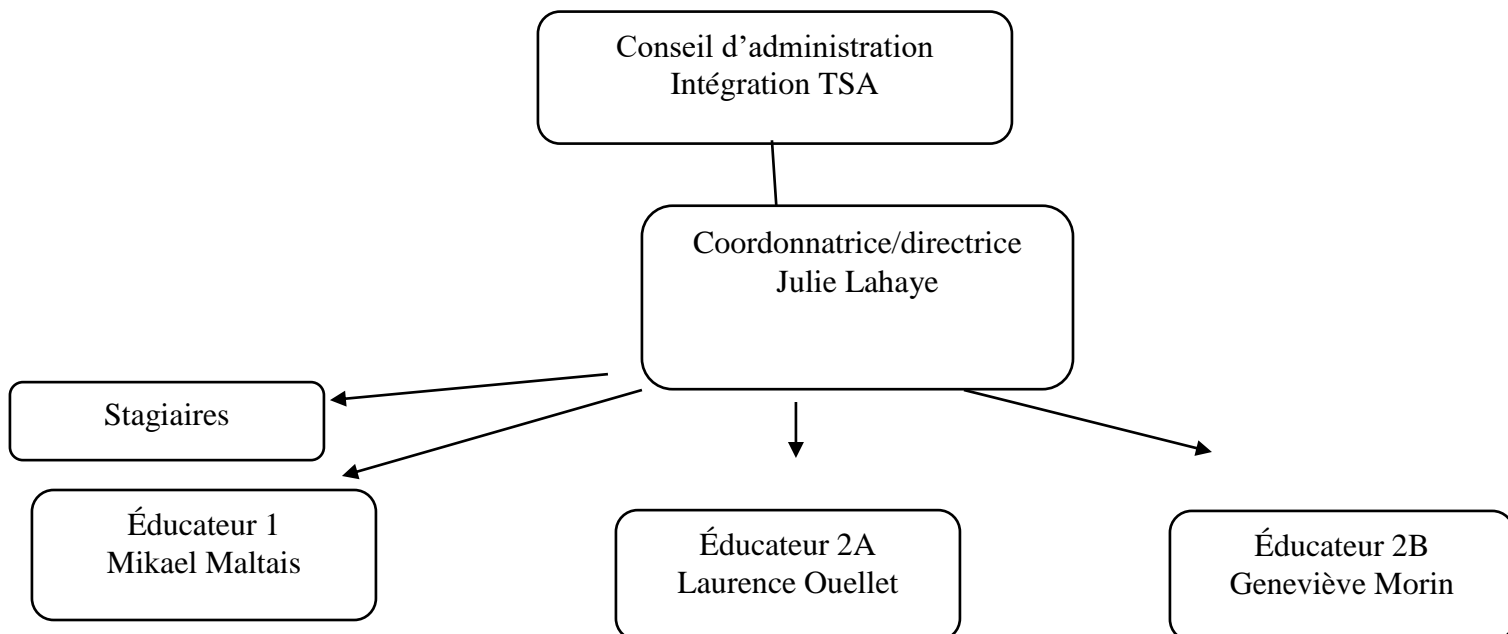 Conseil d’administration
Intégration TSA
Coordonnatrice/directrice
Julie Lahaye
Stagiaires
Éducateur 1
Mikael Maltais
Éducateur 2A
Laurence Ouellet
Éducateur 2B
Geneviève Morin